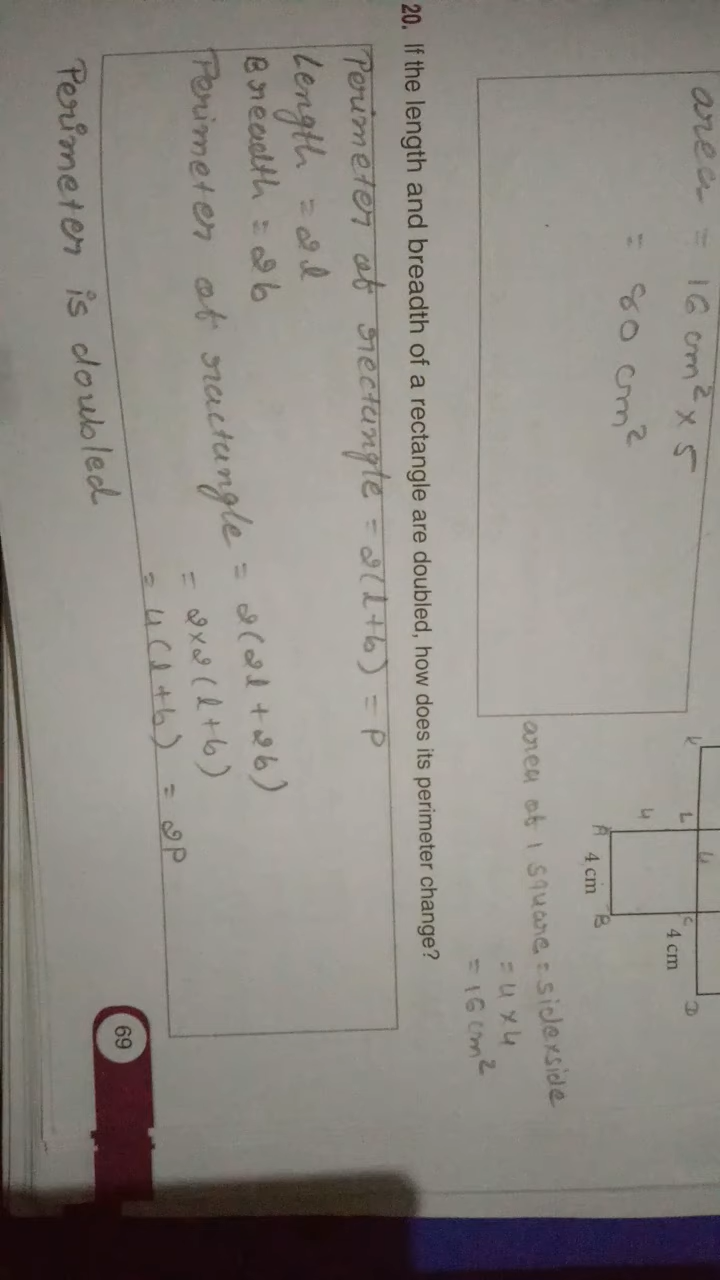 area = 16 cm² x 5
= 80 cm²
K
L
4
C
4 cm
D
4
A
B
4 cm
area of 1 square = side x side
= 4 x 4
= 16 cm²
20. If the length and breadth of a rectangle are doubled, how does its perimeter change?
Perimeter of rectangle = 2(l+b) = P
Length = 2l
Breadth = 2b
Perimeter of ractangle = 2(2l + 2b)
= 2x2(l+b)
= 4(l+b) = 2P
Perimeter is doubled
69